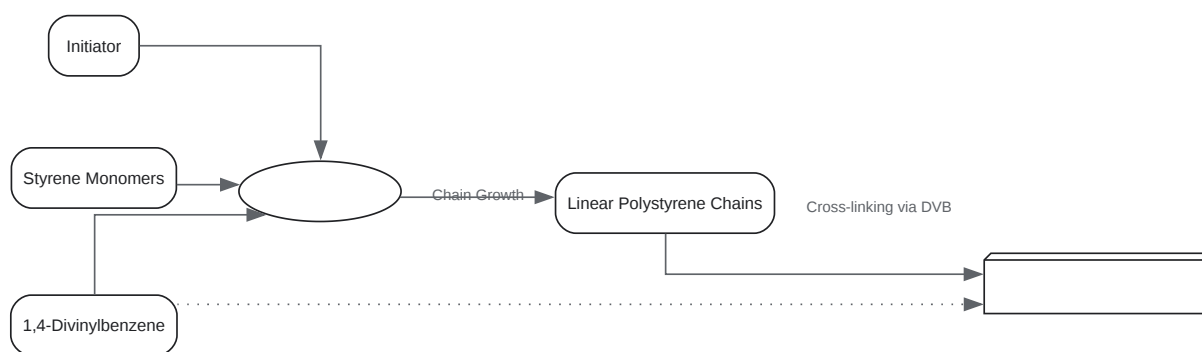 Initiator
Styrene Monomers
Chain Growth
Linear Polystyrene Chains
Cross-linking via DVB
1,4-Divinylbenzene